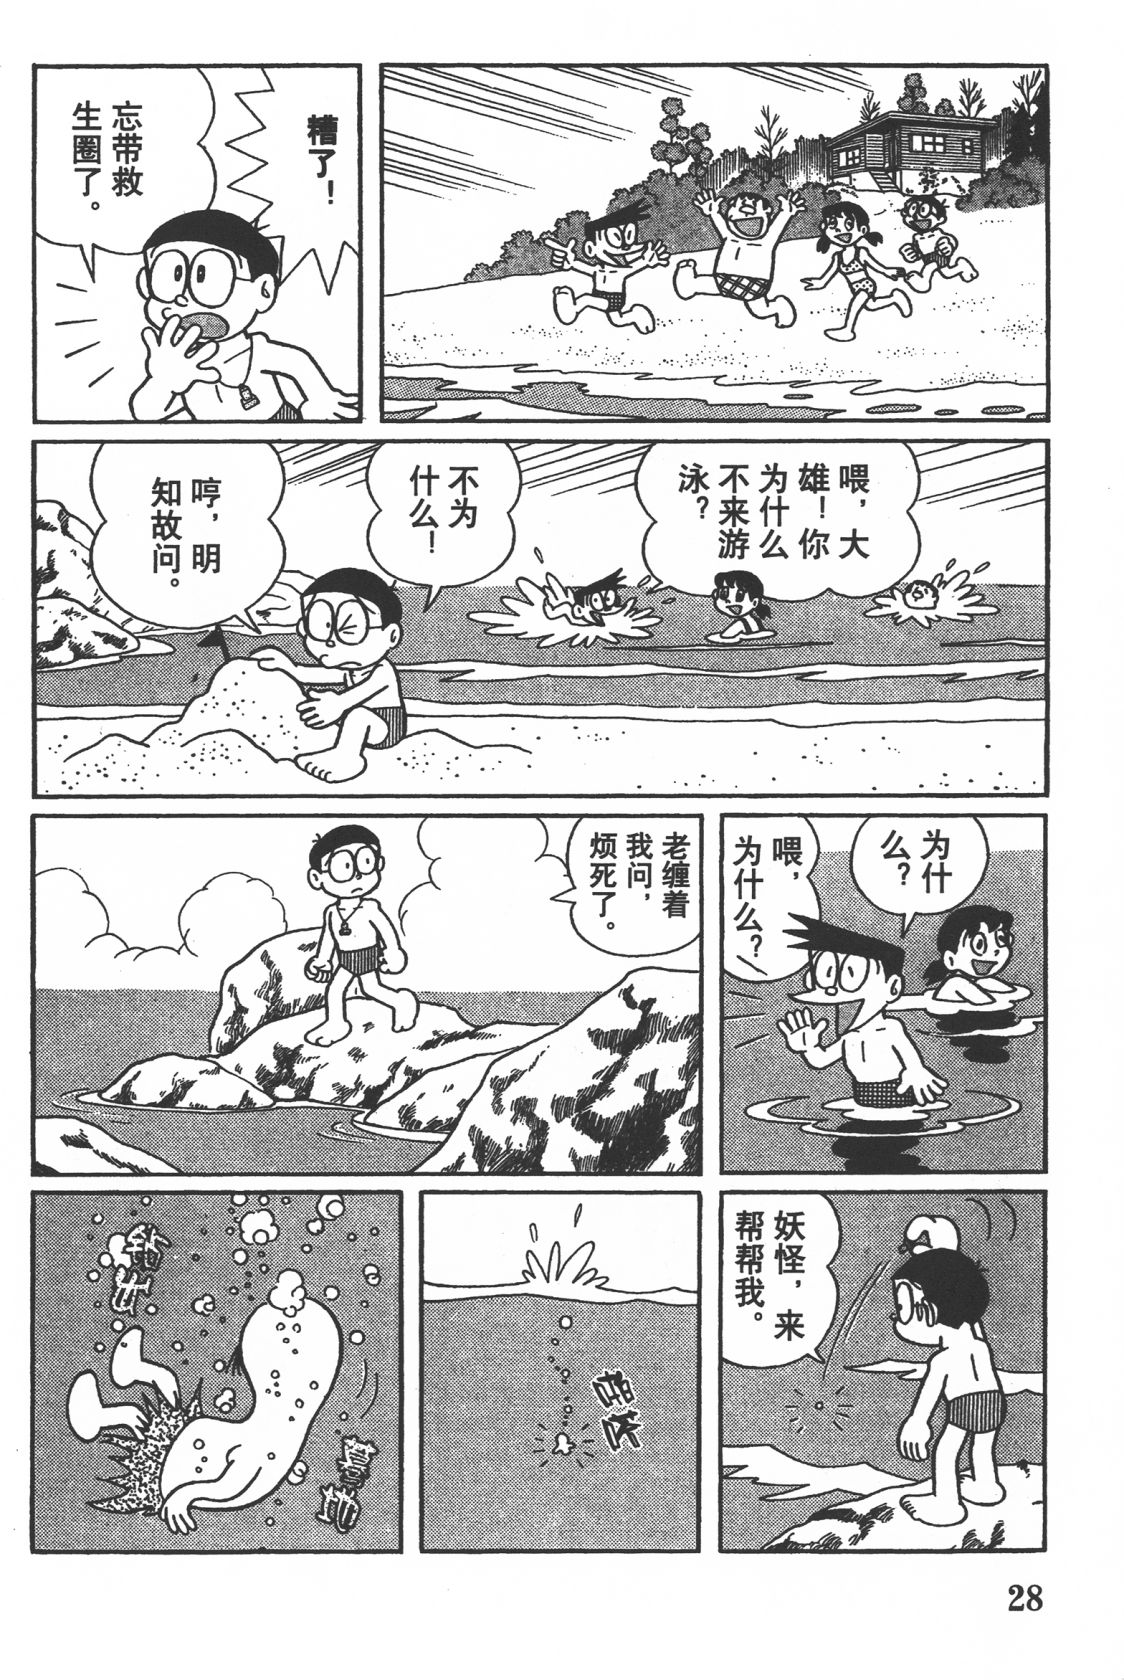 糟了！
忘带救
生圈了。
喂，大
雄！你
为什么
不来游
泳？
不为
什么！
哼，明
知故问。
为什
么？
喂，
为什么？
老缠着
我问，
烦死了。
妖怪，来
帮帮我。
28